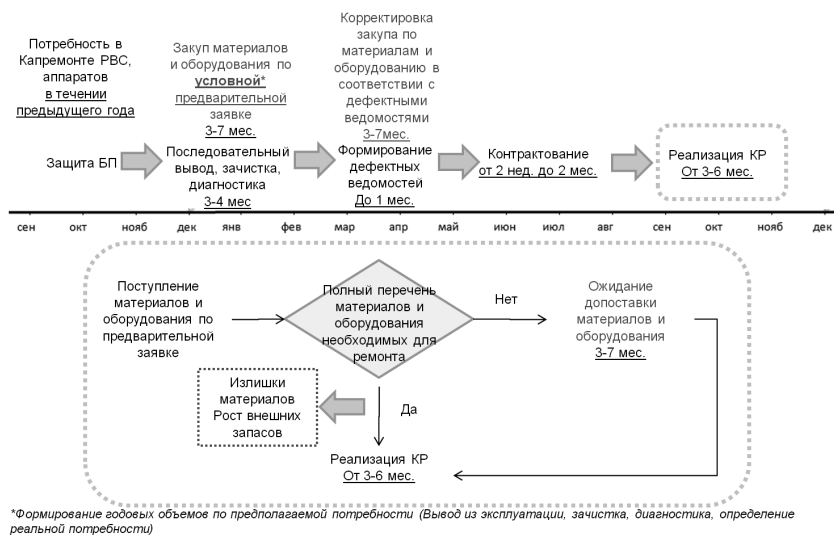 Потребность в
Капремонте РВС,
аппаратов
в течении
предыдущего года
Защита БП
Закуп материалов
и оборудования по
условной*
предварительной
заявке
3-7 мес.
Последовательный
вывод, зачистка,
диагностика
3-4 мес
Корректировка
закупа по
материалам и
оборудованию в
соответствии с
дефектными
ведомостями
3-7мес.
Формирование
дефектных
ведомостей
До 1 мес.
Контрактование
от 2 нед. до 2 мес.
Реализация КР
От 3-6 мес.
сен окт нояб дек янв фев мар апр май июн июл авг сен окт нояб дек
Поступление
материалов и
оборудования по
предварительной
заявке
Полный перечень
материалов и
оборудования
необходимых для
ремонта
Нет
Ожидание
допоставки
материалов и
оборудования
3-7 мес.
Излишки
материалов
Рост внешних
запасов
Да
Реализация КР
От 3-6 мес.
*Формирование годовых объемов по предполагаемой потребности (Вывод из эксплуатации, зачистка, диагностика, определение
реальной потребности)